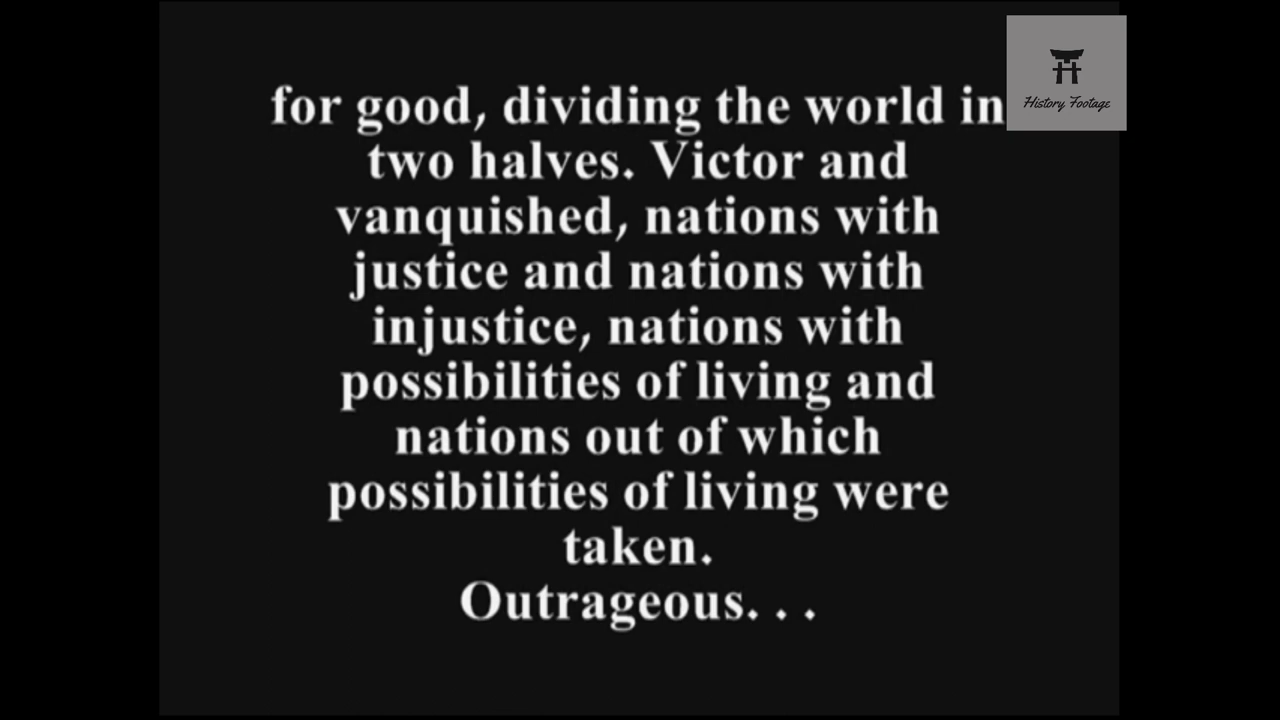 for good, dividing the world in
two halves. Victor and
vanquished, nations with
justice and nations with
injustice, nations with
possibilities of living and
nations out of which
possibilities of living were
taken.
Outrageous. . .
History Footage